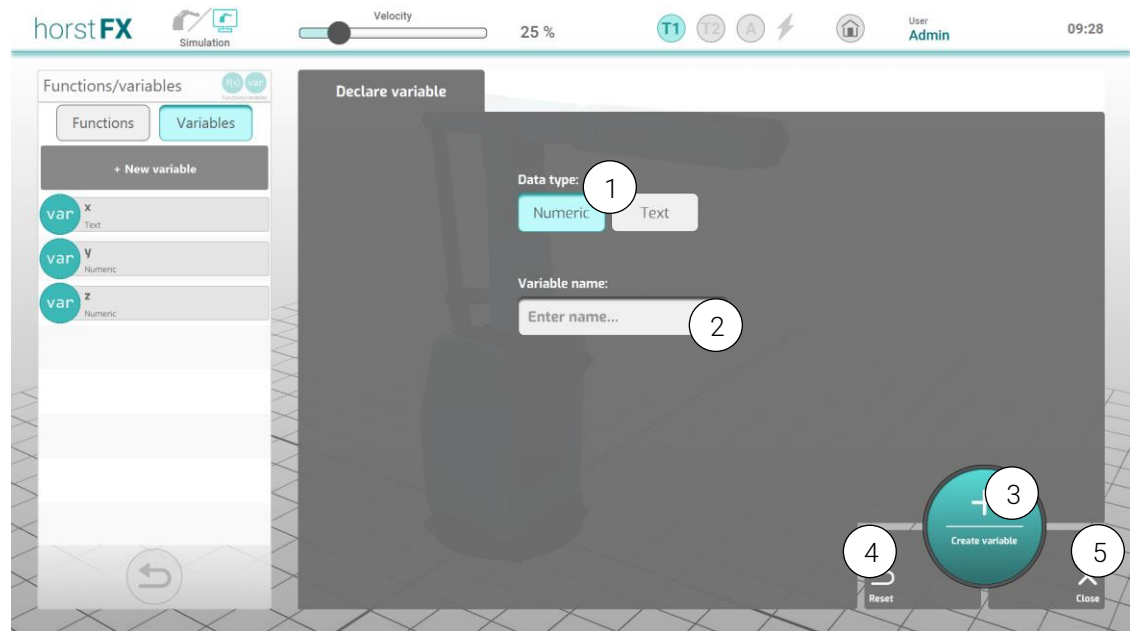 horstFX
Simulation
Velocity
25 %
T1
T2
A
User
Admin
09:28
Functions/variables
f(x)
var
Functions/variables
Functions
Variables
+ New variable
var
x
Text
var
y
Numeric
var
z
Numeric
Declare variable
Data type:
1
Numeric
Text
Variable name:
Enter name...
2
3
Create variable
4
Reset
5
Close